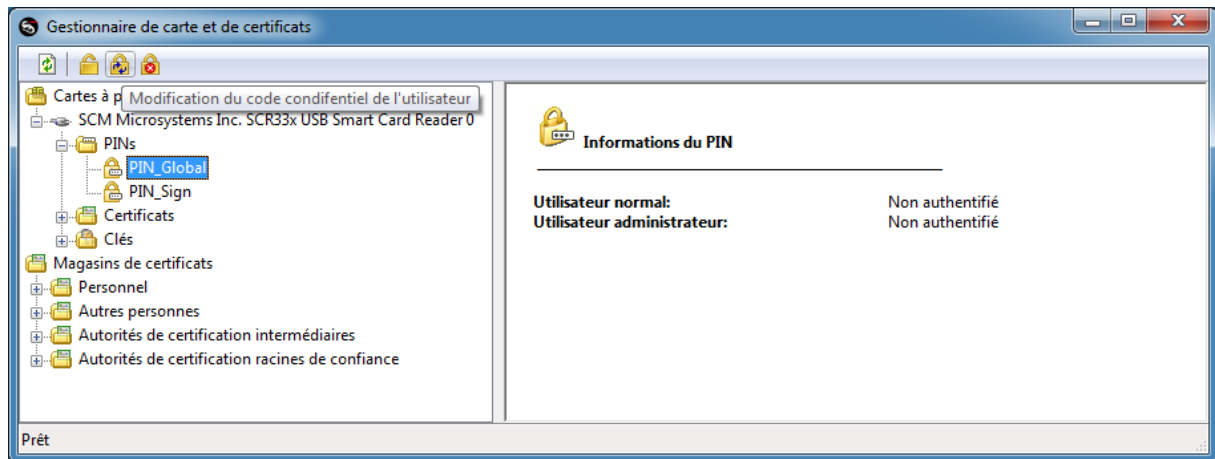 Gestionnaire de carte et de certificats
Cartes à p
Modification du code condifentiel de l'utilisateur
SCM Microsystems Inc. SCR33x USB Smart Card Reader 0
PINs
PIN_Global
PIN_Sign
Certificats
Clés
Magasins de certificats
Personnel
Autres personnes
Autorités de certification intermédiaires
Autorités de certification racines de confiance
Informations du PIN
Utilisateur normal: Non authentifié
Utilisateur administrateur: Non authentifié
Prêt